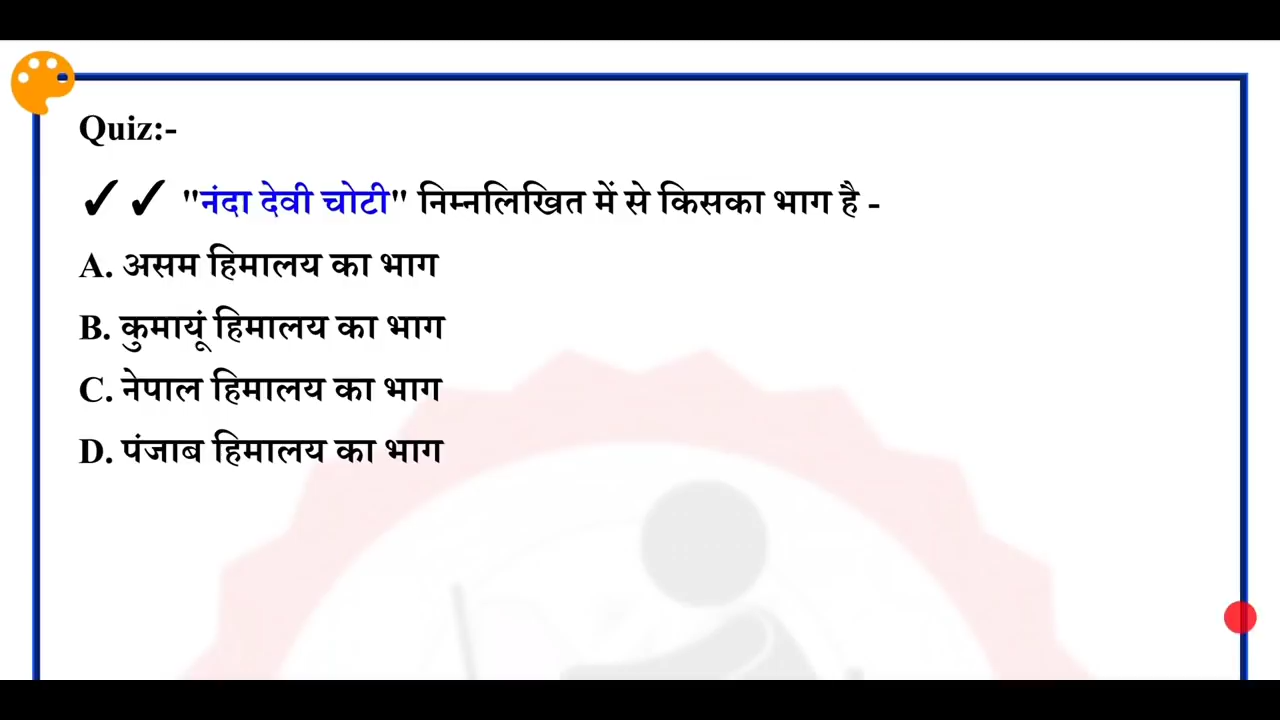 Quiz:-
✓✓ "नंदा देवी चोटी" निम्नलिखित में से किसका भाग है -
A. असम हिमालय का भाग
B. कुमायूं हिमालय का भाग
C. नेपाल हिमालय का भाग
D. पंजाब हिमालय का भाग